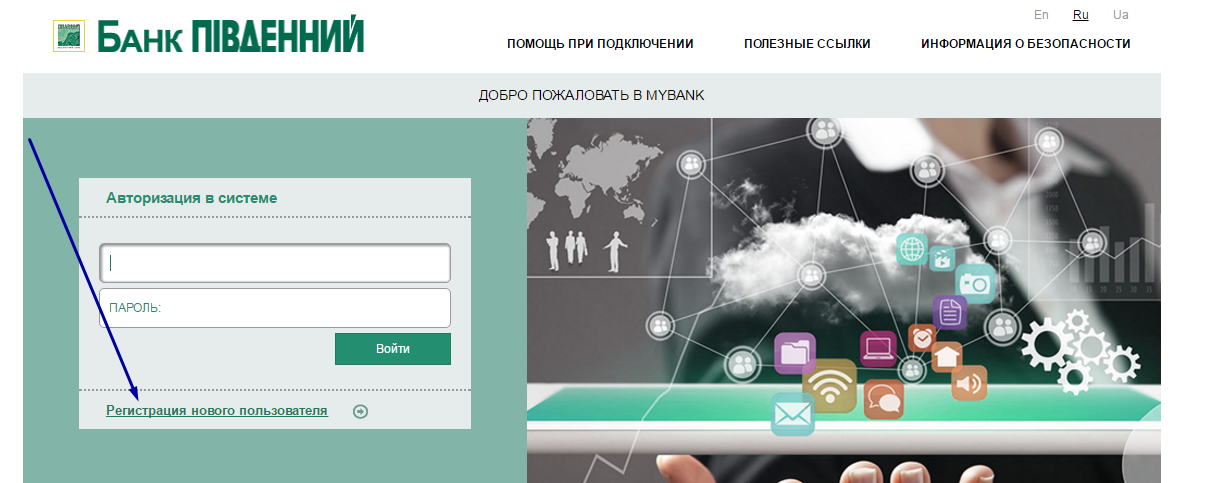 En Ru Ua
Банк ПІВДЕННИЙ
ПОМОЩЬ ПРИ ПОДКЛЮЧЕНИИ ПОЛЕЗНЫЕ ССЫЛКИ ИНФОРМАЦИЯ О БЕЗОПАСНОСТИ
ДОБРО ПОЖАЛОВАТЬ В MYBANK
Авторизация в системе
ПАРОЛЬ:
Войти
Регистрация нового пользователя